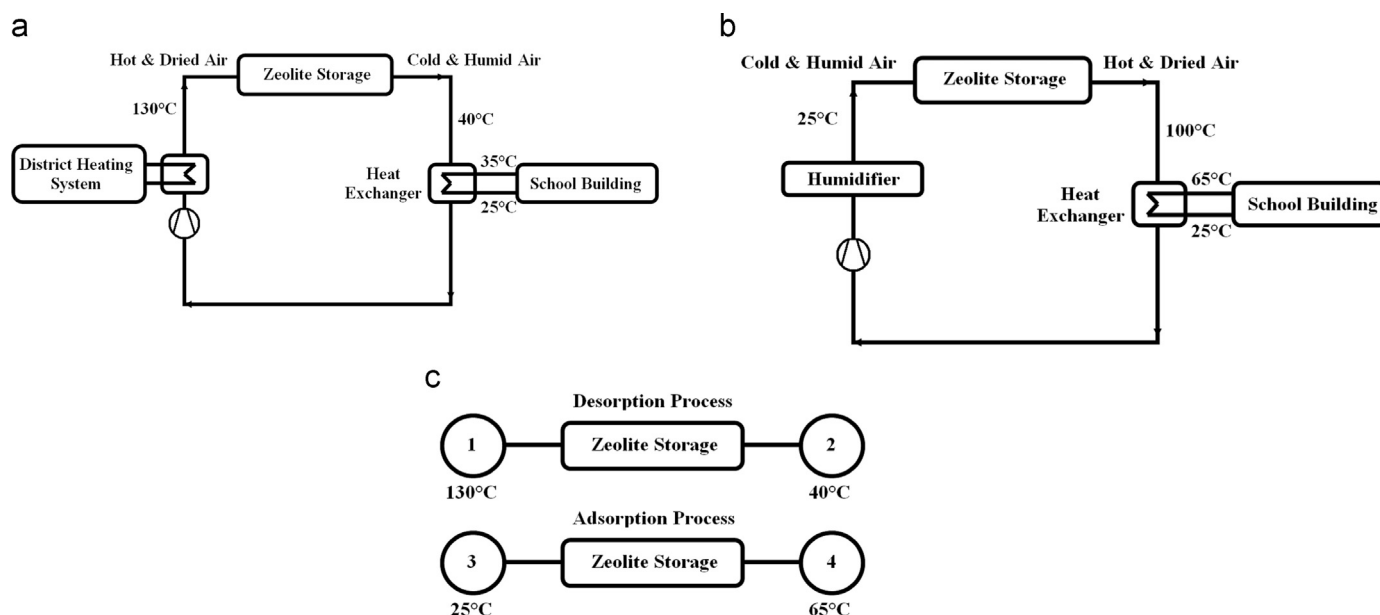 a
Hot & Dried Air
Zeolite Storage
Cold & Humid Air
130°C
40°C
District Heating
System
Heat
Exchanger
35°C
25°C
School Building
b
Cold & Humid Air
Zeolite Storage
Hot & Dried Air
25°C
100°C
Humidifier
Heat
Exchanger
65°C
25°C
School Building
c
Desorption Process
1
Zeolite Storage
2
130°C
40°C
Adsorption Process
3
Zeolite Storage
4
25°C
65°C